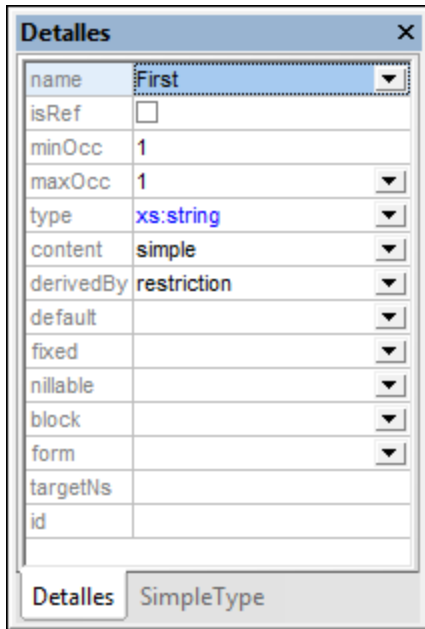 Detalles
name First
isRef
minOcc 1
maxOcc 1
type xs:string
content simple
derivedBy restriction
default
fixed
nillable
block
form
targetNs
id
Detalles SimpleType